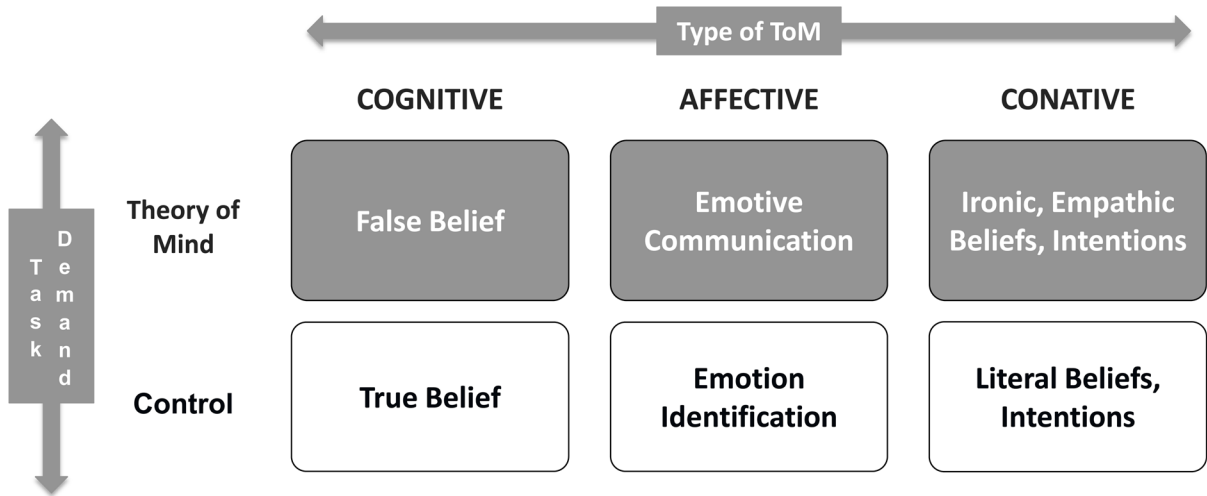 Type of ToM
COGNITIVE
AFFECTIVE
CONATIVE
Task
Demand
Theory of
Mind
False Belief
Emotive
Communication
Ironic, Empathic
Beliefs, Intentions
Control
True Belief
Emotion
Identification
Literal Beliefs,
Intentions